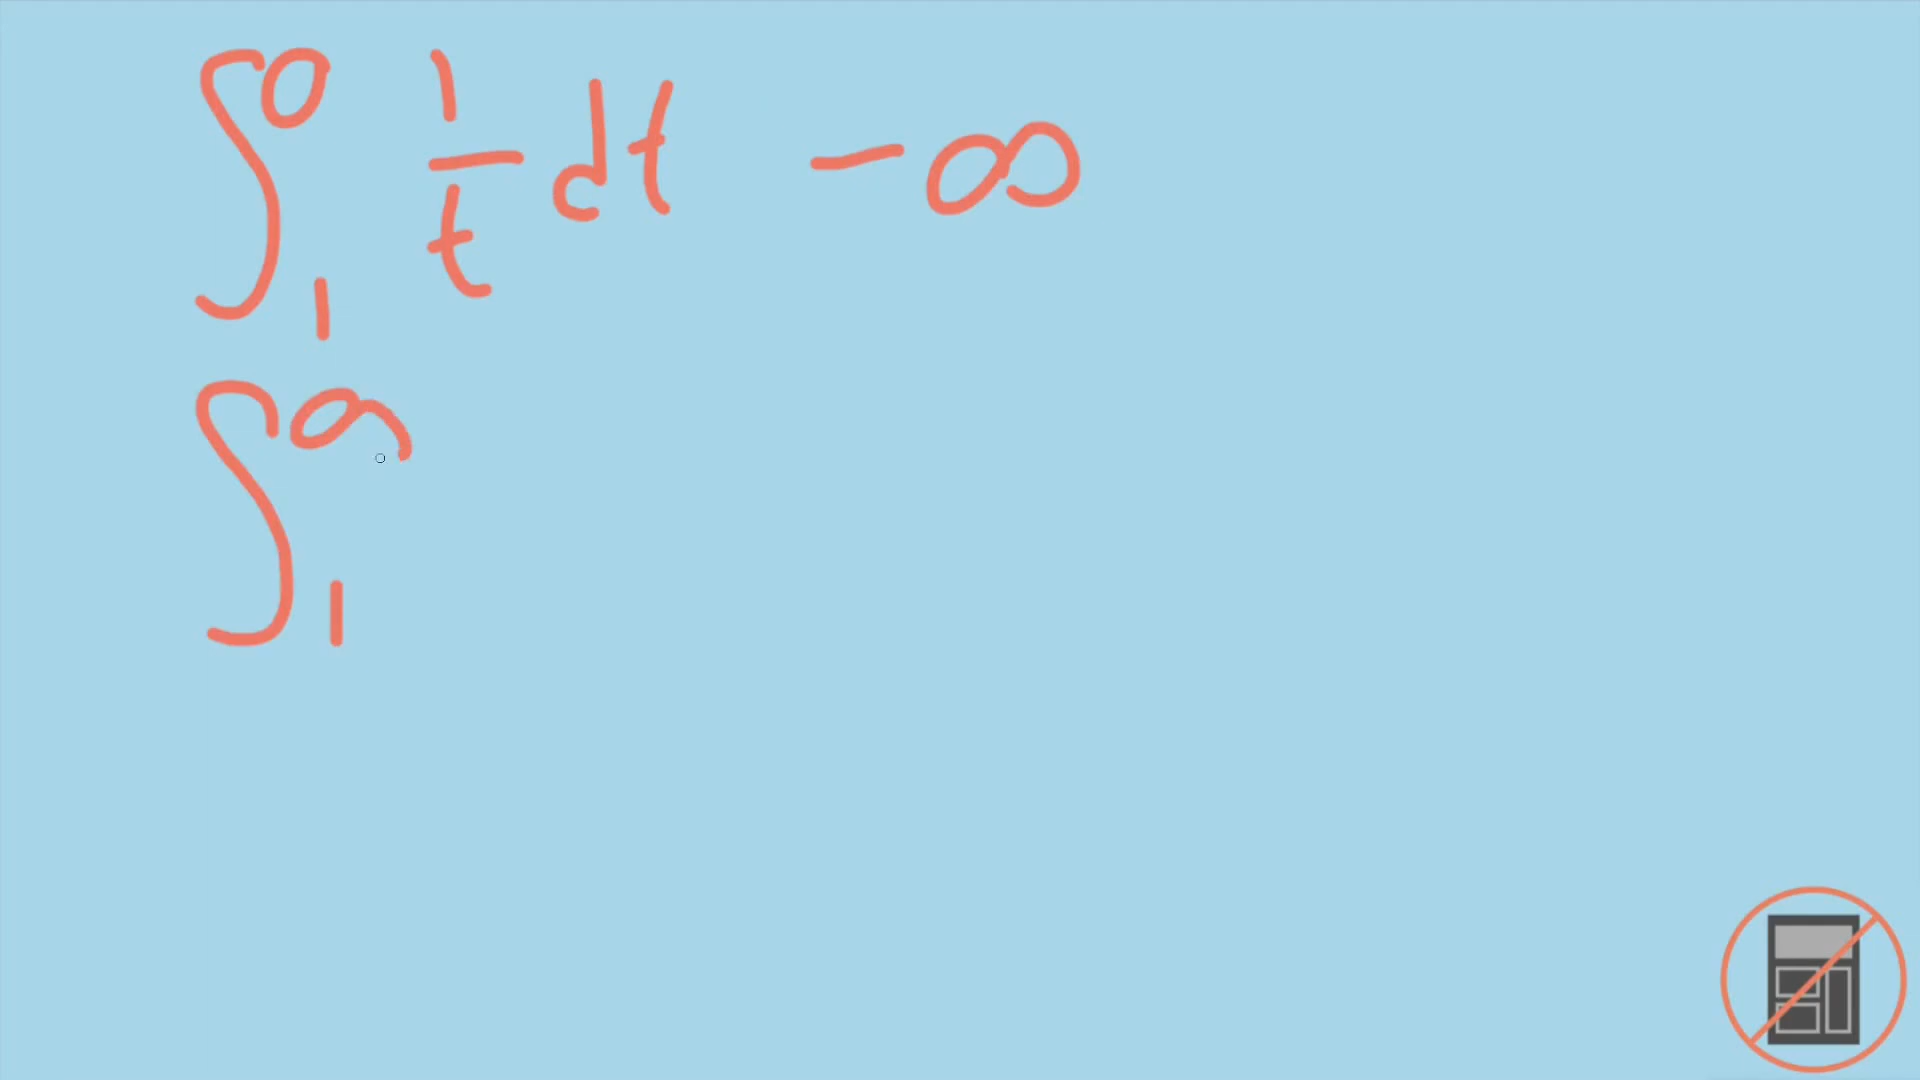 ∫₁⁰ 1/t dt -∞
∫₁